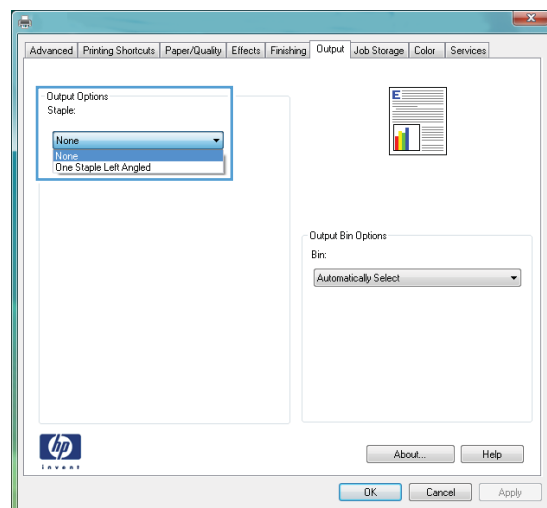 Advanced Printing Shortcuts Paper/Quality Effects Finishing Output Job Storage Color Services
Output Options
Staple:
None
None
One Staple Left Angled
E
Output Bin Options
Bin:
Automatically Select
hp
invent
About... Help
OK Cancel Apply